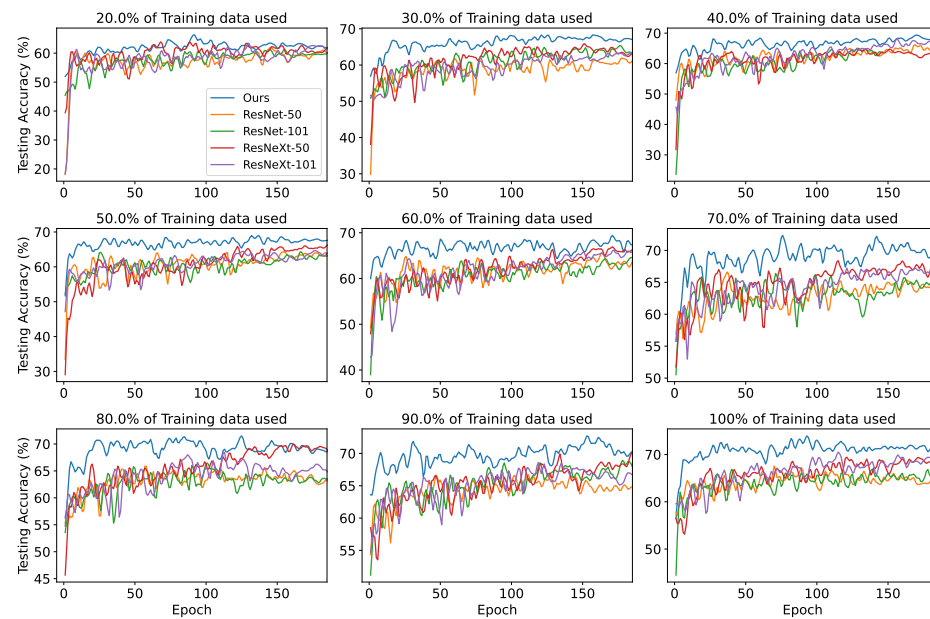 20.0% of Training data used
30.0% of Training data used
40.0% of Training data used
Testing Accuracy (%)
60
50
40
30
20
70
60
50
40
30
70
60
50
40
30
Ours
ResNet-50
ResNet-101
ResNeXt-50
ResNeXt-101
0 50 100 150
0 50 100 150
0 50 100 150
50.0% of Training data used
60.0% of Training data used
70.0% of Training data used
Testing Accuracy (%)
70
60
50
40
30
70
60
50
40
70
65
60
55
50
0 50 100 150
0 50 100 150
0 50 100 150
80.0% of Training data used
90.0% of Training data used
100% of Training data used
Testing Accuracy (%)
70
65
60
55
50
45
70
65
60
55
70
60
50
0 50 100 150
0 50 100 150
0 50 100 150
Epoch
Epoch
Epoch